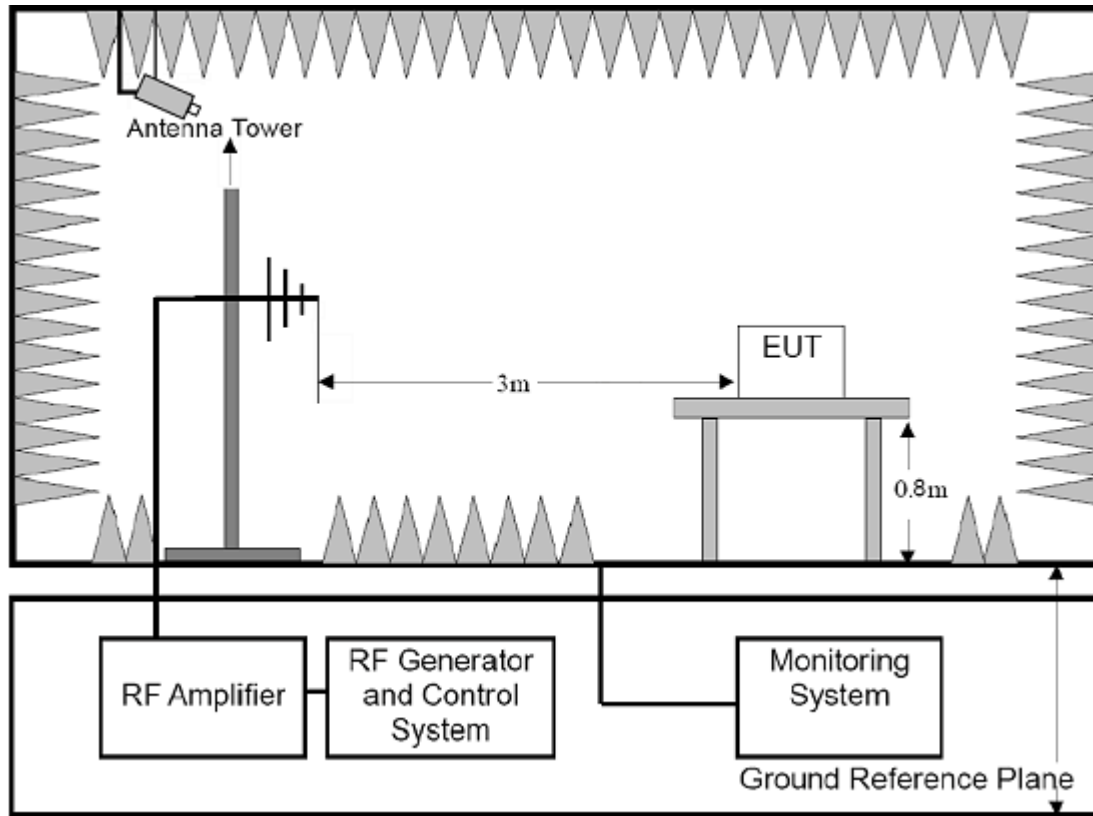 Antenna Tower
EUT
3m
0.8m
RF Amplifier
RF Generator
and Control
System
Monitoring
System
Ground Reference Plane